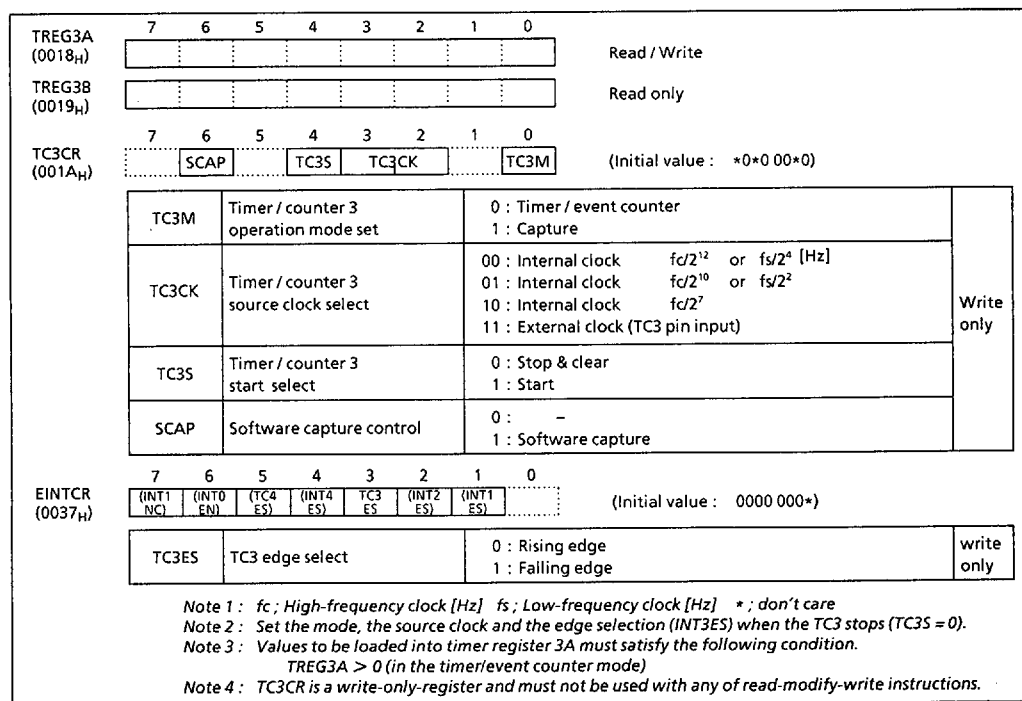 7 6 5 4 3 2 1 0
TREG3A
(0018H)
Read / Write
TREG3B
(0019H)
Read only
7 6 5 4 3 2 1 0
TC3CR
(001AH)
SCAP TC3S TC3CK TC3M
(Initial value : *0*0 00*0)
TC3M
Timer / counter 3
operation mode set
0 : Timer / event counter
1 : Capture
TC3CK
Timer / counter 3
source clock select
00 : Internal clock fc/2¹² or fs/2⁴ [Hz]
01 : Internal clock fc/2¹⁰ or fs/2²
10 : Internal clock fc/2⁷
11 : External clock (TC3 pin input)
Write
only
TC3S
Timer / counter 3
start select
0 : Stop & clear
1 : Start
SCAP
Software capture control
0 : –
1 : Software capture
7 6 5 4 3 2 1 0
EINTCR
(0037H)
(INT1 (INT0 (TC4 (INT4 TC3 (INT2 (INT1
NC) EN) ES) ES) ES ES) ES)
(Initial value : 0000 000*)
TC3ES
TC3 edge select
0 : Rising edge
1 : Falling edge
write
only
Note 1 : fc ; High-frequency clock [Hz] fs ; Low-frequency clock [Hz] * ; don't care
Note 2 : Set the mode, the source clock and the edge selection (INT3ES) when the TC3 stops (TC3S = 0).
Note 3 : Values to be loaded into timer register 3A must satisfy the following condition.
TREG3A > 0 (in the timer/event counter mode)
Note 4 : TC3CR is a write-only-register and must not be used with any of read-modify-write instructions.